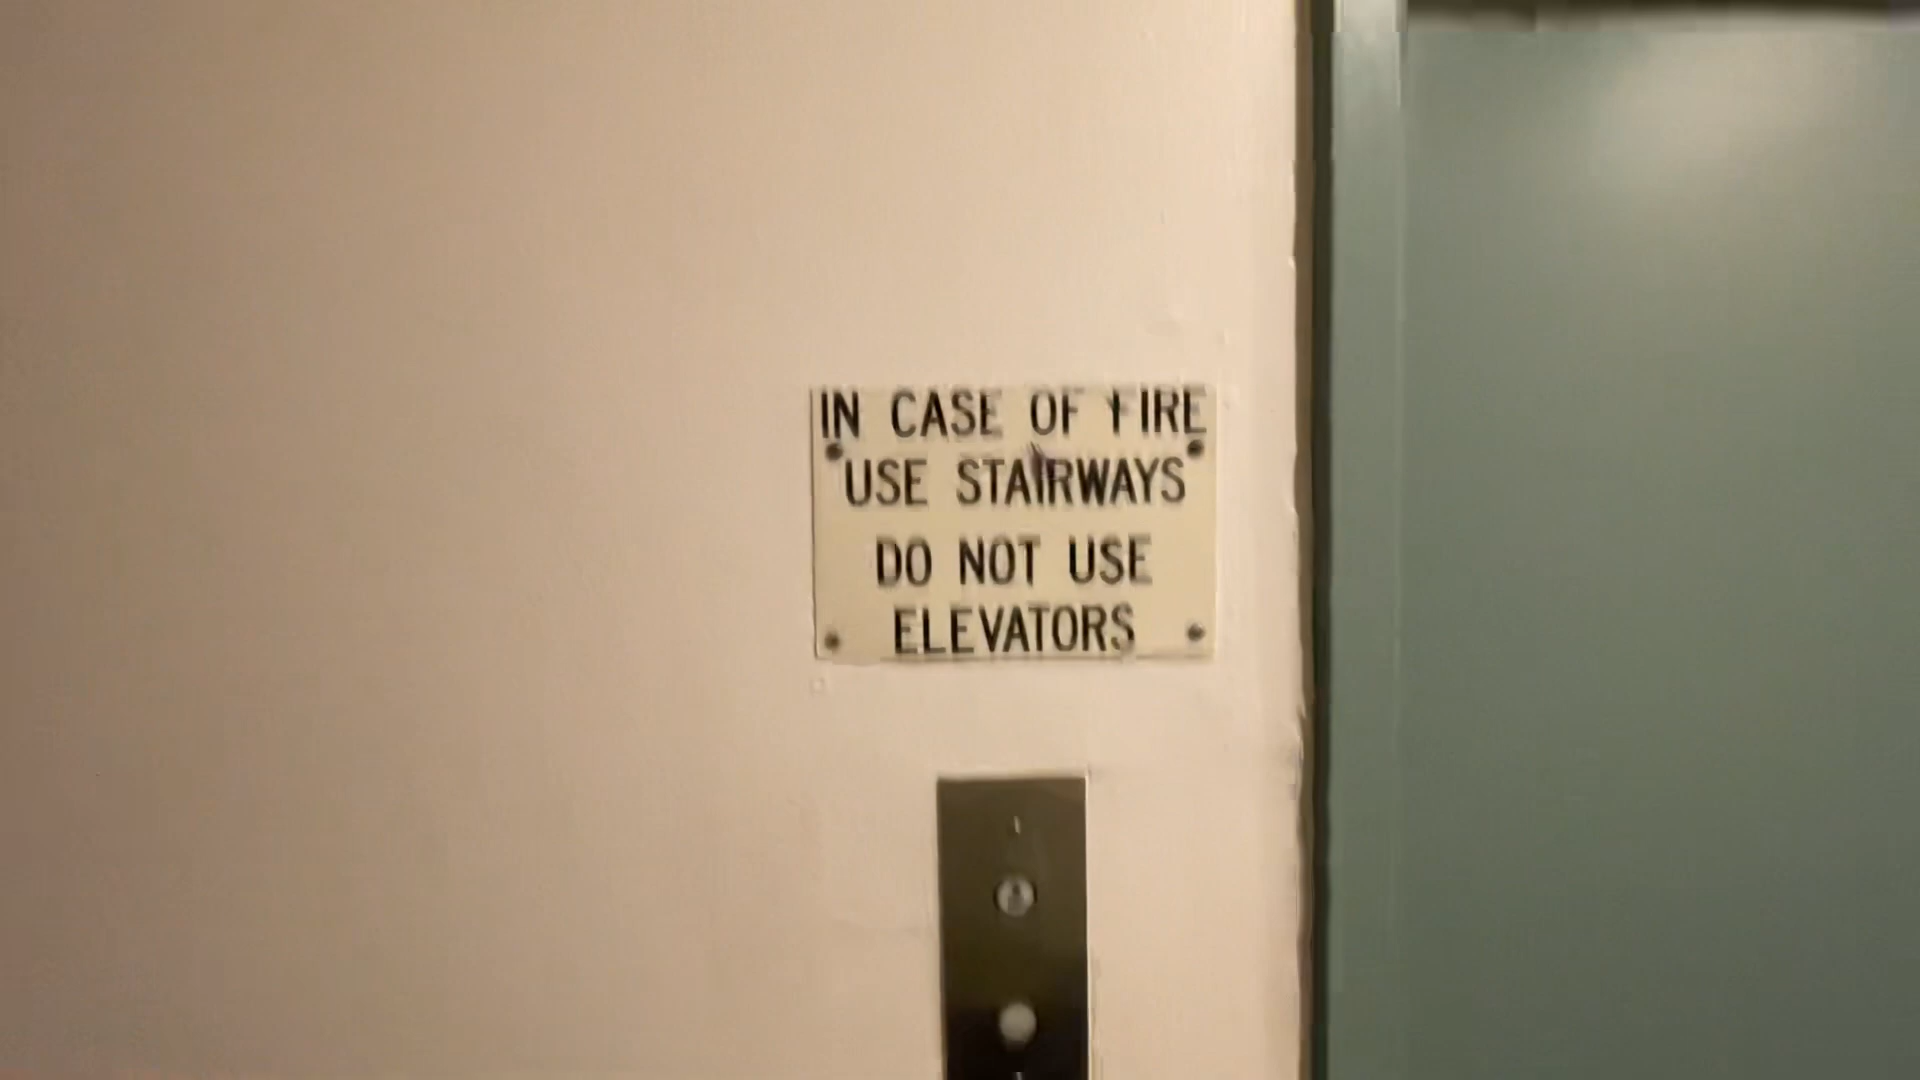 IN CASE OF FIRE
USE STAIRWAYS
DO NOT USE
ELEVATORS